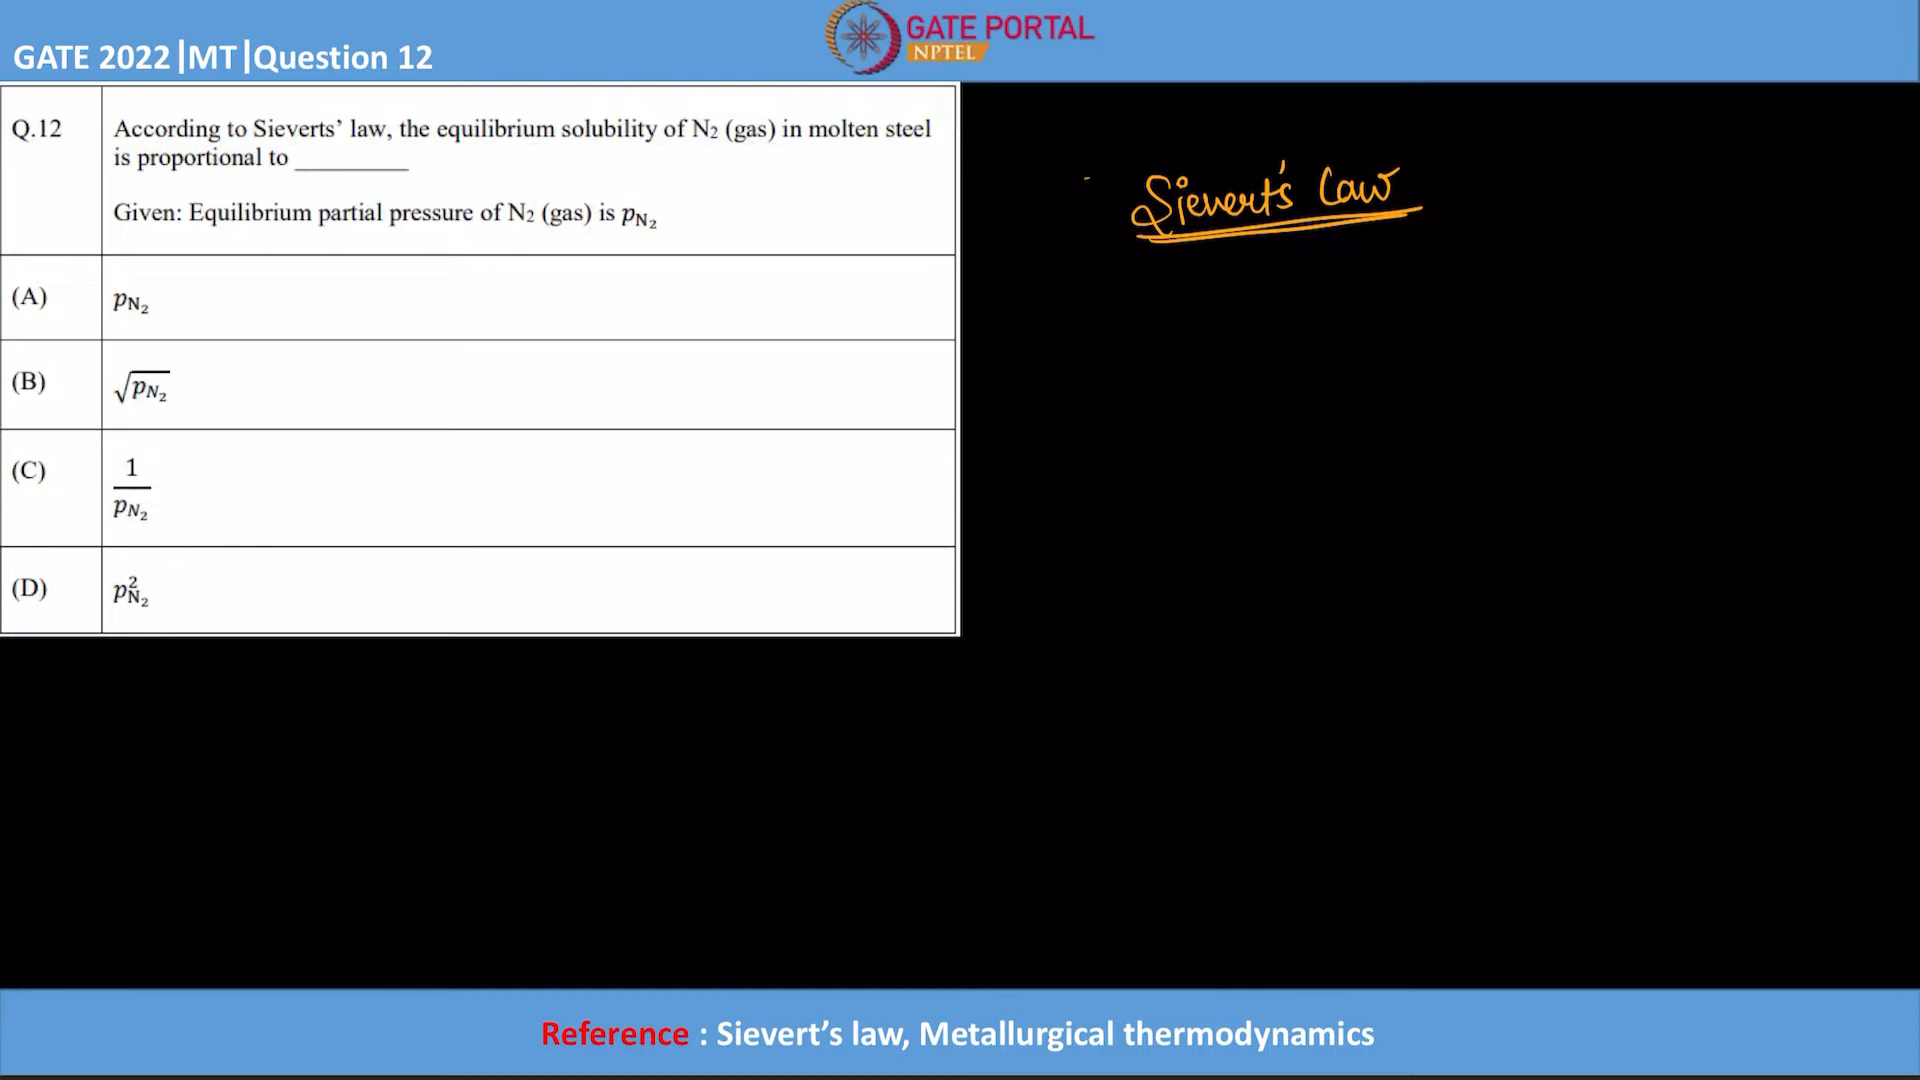 GATE PORTAL
NPTEL
GATE 2022|MT|Question 12
Q.12 According to Sieverts’ law, the equilibrium solubility of N₂ (gas) in molten steel
is proportional to _________
Given: Equilibrium partial pressure of N₂ (gas) is p_N₂
(A) p_N₂
(B) √p_N₂
(C) 1/p_N₂
(D) p²_N₂
Sievert's Law
Reference : Sievert’s law, Metallurgical thermodynamics